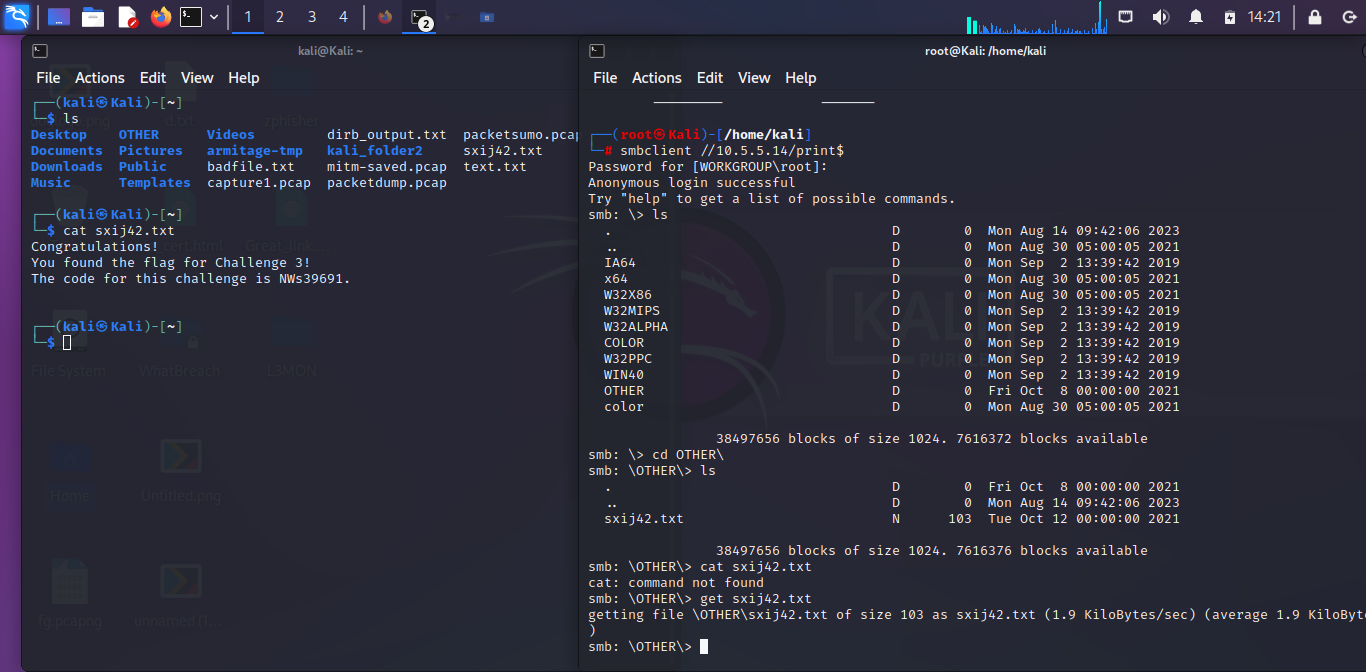 1 2 3 4 2 14:21
kali@Kali: ~
File Actions Edit View Help
┌──(kali㉿Kali)-[~]
└─$ ls
Desktop OTHER Videos dirb_output.txt packetsumo.pcap
Documents Pictures armitage-tmp kali_folder2 sxij42.txt
Downloads Public badfile.txt mitm-saved.pcap text.txt
Music Templates capture1.pcap packetdump.pcap
┌──(kali㉿Kali)-[~]
└─$ cat sxij42.txt
Congratulations!
You found the flag for Challenge 3!
The code for this challenge is NWs39691.
┌──(kali㉿Kali)-[~]
└─$
File System WhatBreach L3MON
Home Untitled.png
fg.pcapng unnamed (1...
root@Kali: /home/kali
File Actions Edit View Help
┌──(root㉿Kali)-[/home/kali]
└─# smbclient //10.5.5.14/print$
Password for [WORKGROUP\root]:
Anonymous login successful
Try "help" to get a list of possible commands.
smb: \> ls
. D 0 Mon Aug 14 09:42:06 2023
.. D 0 Mon Aug 30 05:00:05 2021
IA64 D 0 Mon Sep 2 13:39:42 2019
x64 D 0 Mon Aug 30 05:00:05 2021
W32X86 D 0 Mon Aug 30 05:00:05 2021
W32MIPS D 0 Mon Sep 2 13:39:42 2019
W32ALPHA D 0 Mon Sep 2 13:39:42 2019
COLOR D 0 Mon Sep 2 13:39:42 2019
W32PPC D 0 Mon Sep 2 13:39:42 2019
WIN40 D 0 Mon Sep 2 13:39:42 2019
OTHER D 0 Fri Oct 8 00:00:00 2021
color D 0 Mon Aug 30 05:00:05 2021
38497656 blocks of size 1024. 7616372 blocks available
smb: \> cd OTHER\
smb: \OTHER\> ls
. D 0 Fri Oct 8 00:00:00 2021
.. D 0 Mon Aug 14 09:42:06 2023
sxij42.txt N 103 Tue Oct 12 00:00:00 2021
38497656 blocks of size 1024. 7616376 blocks available
smb: \OTHER\> cat sxij42.txt
cat: command not found
smb: \OTHER\> get sxij42.txt
getting file \OTHER\sxij42.txt of size 103 as sxij42.txt (1.9 KiloBytes/sec) (average 1.9 KiloByte
)
smb: \OTHER\>